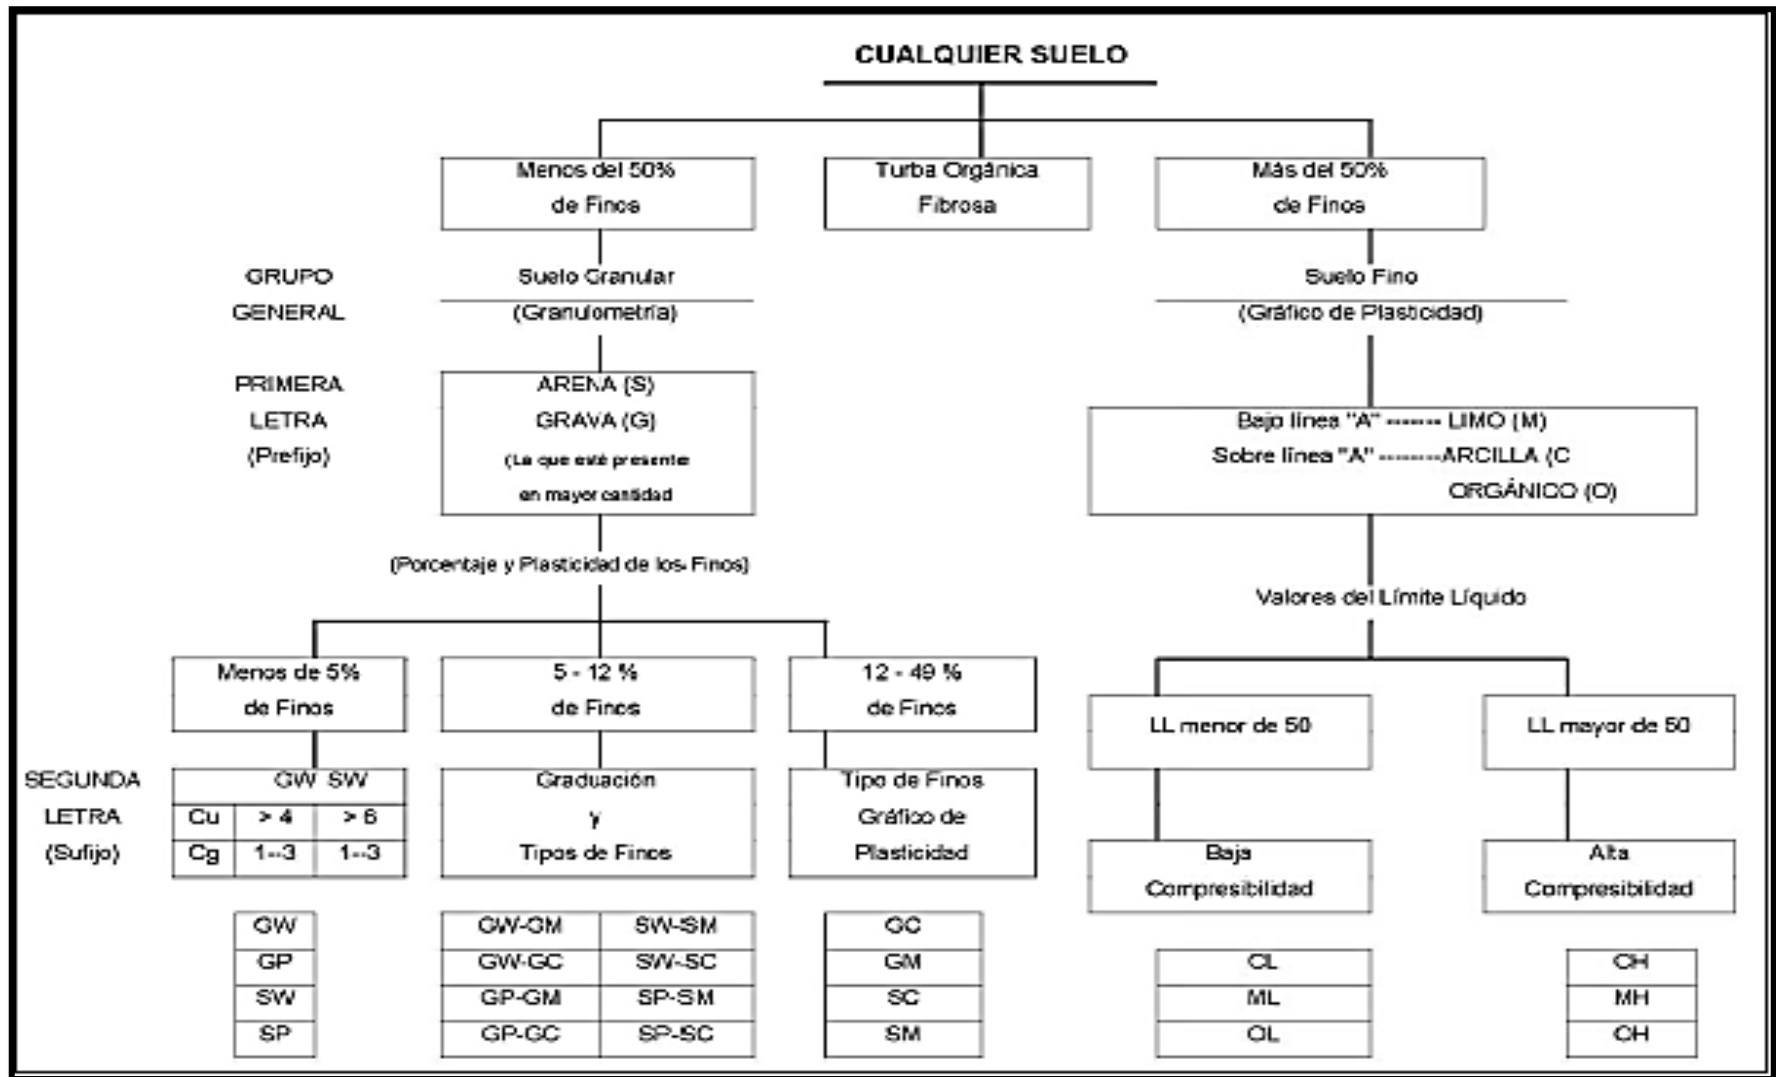 CUALQUIER SUELO
Menos del 50%
de Finos
Turba Orgánica
Fibrosa
Más del 50%
de Finos
GRUPO
GENERAL
Suelo Granular
(Granulometría)
Suelo Fino
(Gráfico de Plasticidad)
PRIMERA
LETRA
(Prefijo)
ARENA (S)
GRAVA (G)
(La que esté presente
en mayor cantidad
Bajo línea "A" ------- LIMO (M)
Sobre línea "A" --------ARCILLA (C
ORGÁNICO (O)
(Porcentaje y Plasticidad de los Finos)
Valores del Límite Líquido
Menos de 5%
de Finos
5 - 12 %
de Finos
12 - 49 %
de Finos
LL menor de 50
LL mayor de 50
SEGUNDA
LETRA
(Sufijo)
GW SW
Cu > 4 > 6
Cg 1--3 1--3
Graduación
y
Tipos de Finos
Tipo de Finos
Gráfico de
Plasticidad
Baja
Compresibilidad
Alta
Compresibilidad
GW
GP
SW
SP
GW-GM SW-SM
GW-GC SW-SC
GP-GM SP-SM
GP-GC SP-SC
GC
GM
SC
SM
CL
ML
OL
CH
MH
OH